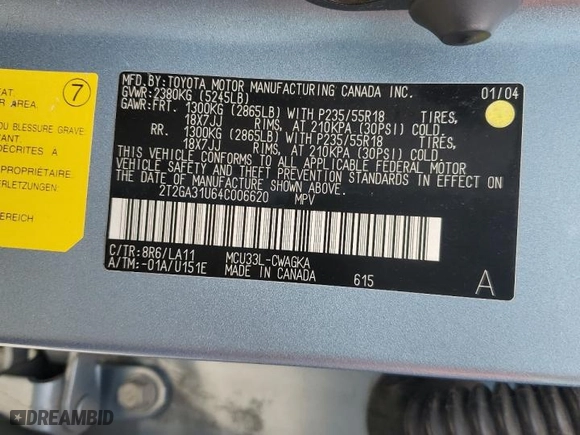 MFD.BY:TOYOTA MOTOR MANUFACTURING CANADA INC. 01/04
GVWR:2380KG (5245LB)
GAWR:FRT. 1300KG (2865LB) WITH P235/55R18 TIRES,
18X7JJ RIMS, AT 210KPA (30PSI) COLD.
RR. 1300KG (2865LB) WITH P235/55R18 TIRES,
18X7JJ RIMS, AT 210KPA (30PSI) COLD.
THIS VEHICLE CONFORMS TO ALL APPLICABLE FEDERAL MOTOR
VEHICLE SAFETY AND THEFT PREVENTION STANDARDS IN EFFECT ON
THE DATE OF MANUFACTURE SHOWN ABOVE.
2T2GA31U64C006620 MPV
C/TR: 8R6/LA11 MCU33L-CWAGKA
A/TM:-01A/U151E MADE IN CANADA 615 A
7
R AREA.
OU BLESSURE GRAVE
TANT
DECRITES A
PROPRIÉTAIRE.
ERLETZUNGEN
BEREICH
DREAMBID